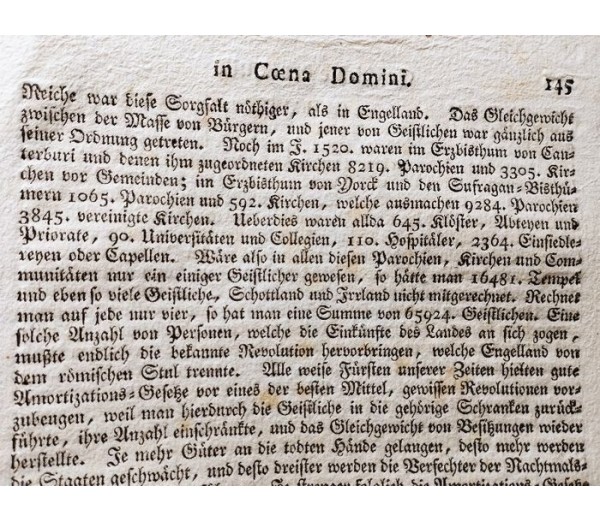 in Cœna Domini. 145
Reiche war diese Sorgfalt nöthiger, als in Engelland. Das Gleichgewicht
zwischen der Masse von Bürgern, und jener von Geistlichen war gänzlich aus
seiner Ordnung getreten. Noch im J. 1520. waren im Erzbisthum von Can-
terburi und denen ihm zugeordneten Kirchen 8219. Parochien und 3305. Kir-
chen vor Gemeinden; im Erzbisthum von Yorck und den Sufragan-Bisthü-
mern 1065. Parochien und 592. Kirchen, welche ausmachen 9284. Parochien
3845. vereinigte Kirchen. Ueberdies waren allda 645. Klöster, Abteyen und
Priorate, 90. Universitäten und Collegien, 110. Hospitäler, 2364. Einsiedle-
reyen oder Capellen. Wäre also in allen diesen Parochien, Kirchen und Com-
munitäten nur ein einiger Geistlicher gewesen, so hätte man 16481. Tempel
und eben so viele Geistliche, Schottland und Irrland nicht mitgerechnet. Rechnet
man auf jede nur vier, so hat man eine Summe von 65924. Geistlichen. Eine
solche Anzahl von Personen, welche die Einkünfte des Landes an sich zogen,
mußte endlich die bekannte Revolution hervorbringen, welche Engelland von
dem römischen Stul trennte. Alle weise Fürsten unserer Zeiten hielten gute
Amortizations-Gesetze vor eines der besten Mittel, gewissen Revolutionen vor-
zubeugen, weil man hierdurch die Geistliche in die gehörige Schranken zurück-
führte, ihre Anzahl einschränkte, und das Gleichgewicht von Besitzungen wieder
herstellte. Je mehr Güter an die todten Hände gelangen, desto mehr werden
die Staaten geschwächt, und desto dreister werden die Verfechter der Nachtmals-